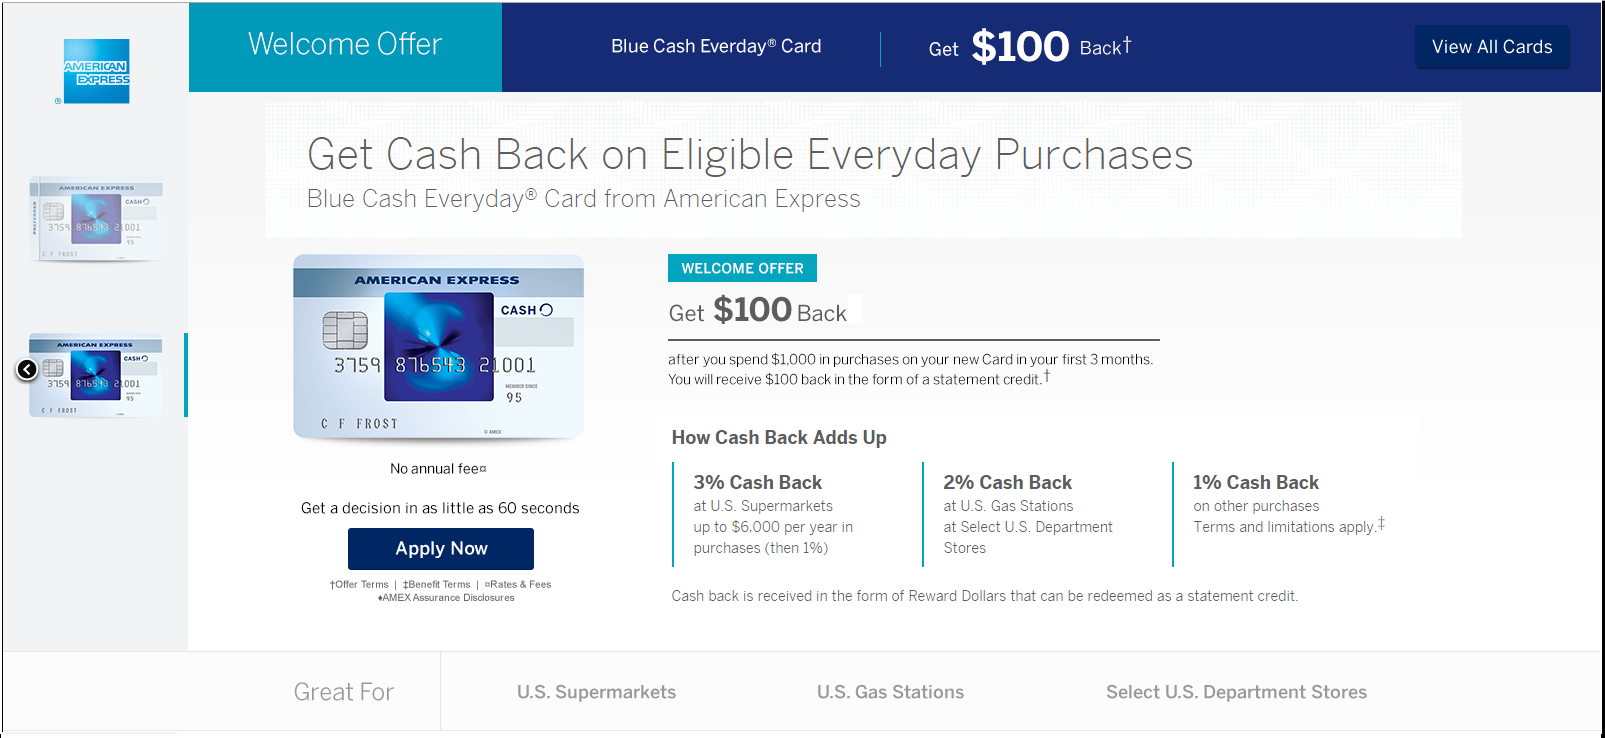 Welcome Offer
Blue Cash Everday® Card
Get $100 Back†
View All Cards
AMERICAN
EXPRESS
®
Get Cash Back on Eligible Everyday Purchases
Blue Cash Everyday® Card from American Express
AMERICAN EXPRESS
PREFERRED
CASH
3759 876543 21001
95
C F FROST
AMERICAN EXPRESS
CASH
3759 876543 21001
95
C F FROST
AMERICAN EXPRESS
CASH
3759 876543 21001
MEMBER SINCE
95
C F FROST
© AMEX
No annual fee¤
Get a decision in as little as 60 seconds
Apply Now
†Offer Terms | ‡Benefit Terms | ¤Rates & Fees
♦AMEX Assurance Disclosures
WELCOME OFFER
Get $100 Back
after you spend $1,000 in purchases on your new Card in your first 3 months.
You will receive $100 back in the form of a statement credit.†
How Cash Back Adds Up
3% Cash Back
at U.S. Supermarkets
up to $6,000 per year in
purchases (then 1%)
2% Cash Back
at U.S. Gas Stations
at Select U.S. Department
Stores
1% Cash Back
on other purchases
Terms and limitations apply.‡
Cash back is received in the form of Reward Dollars that can be redeemed as a statement credit.
Great For
U.S. Supermarkets
U.S. Gas Stations
Select U.S. Department Stores